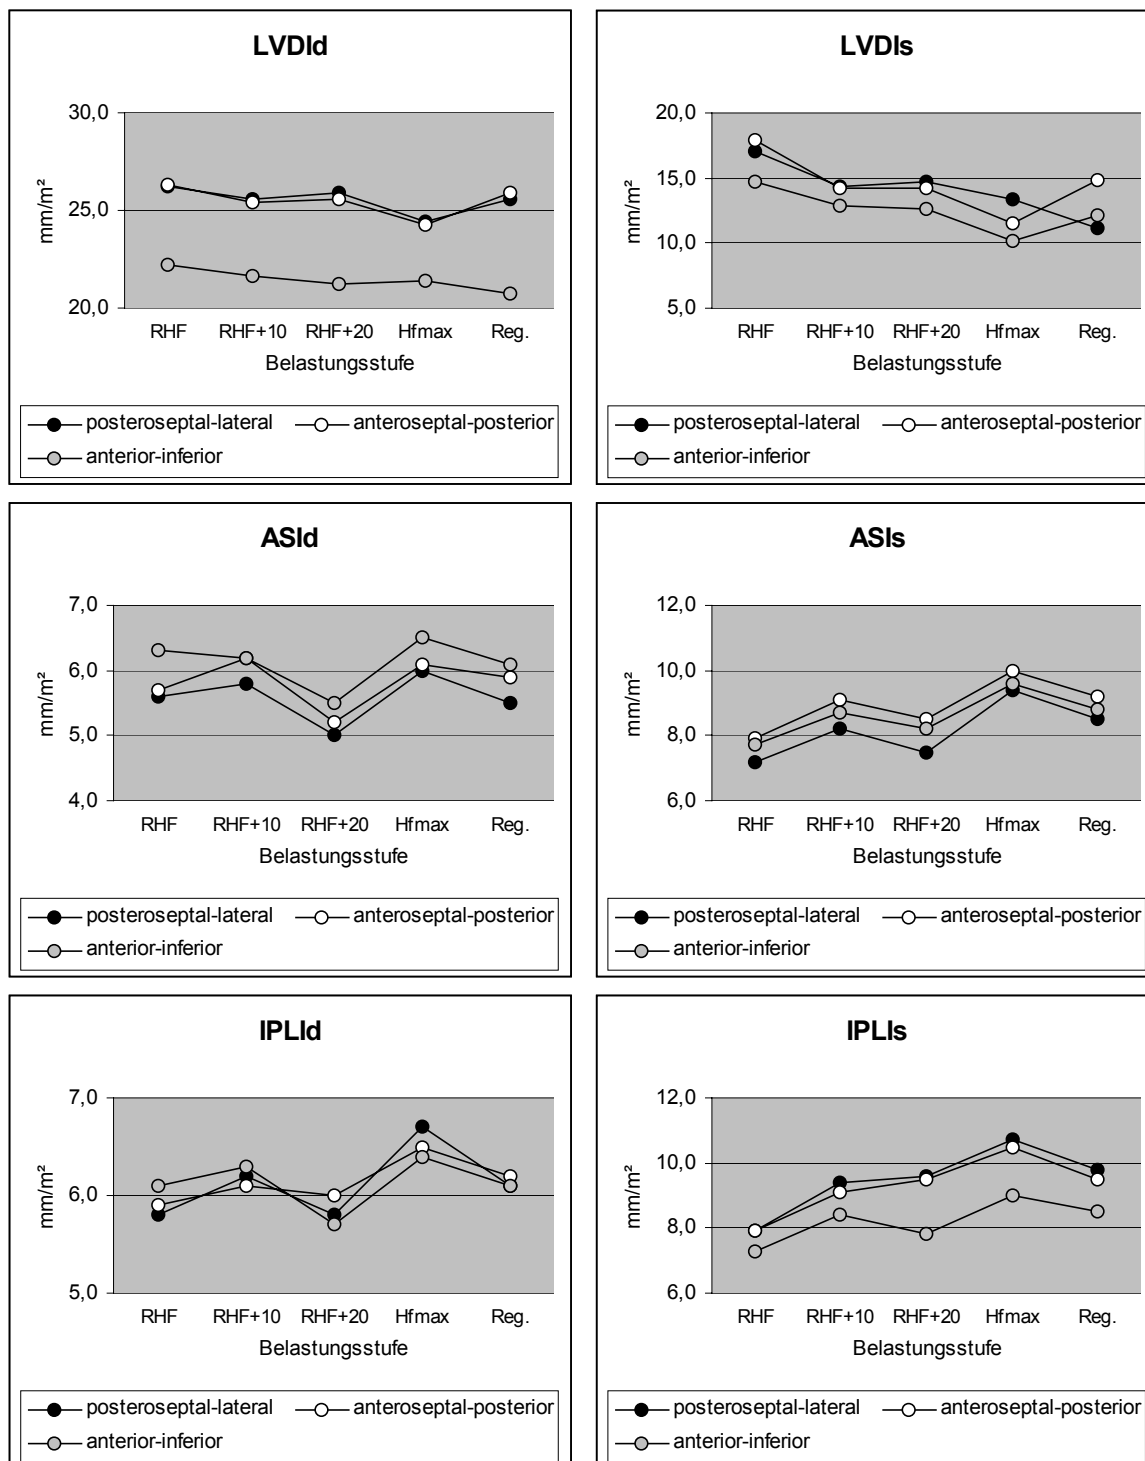 LVDId
30,0
25,0
20,0
mm/m²
RHF RHF+10 RHF+20 Hfmax Reg.
Belastungsstufe
posteroseptal-lateral anteroseptal-posterior
anterior-inferior
LVDIs
20,0
15,0
10,0
5,0
mm/m²
RHF RHF+10 RHF+20 Hfmax Reg.
Belastungsstufe
posteroseptal-lateral anteroseptal-posterior
anterior-inferior
ASId
7,0
6,0
5,0
4,0
mm/m²
RHF RHF+10 RHF+20 Hfmax Reg.
Belastungsstufe
posteroseptal-lateral anteroseptal-posterior
anterior-inferior
ASIs
12,0
10,0
8,0
6,0
mm/m²
RHF RHF+10 RHF+20 Hfmax Reg.
Belastungsstufe
posteroseptal-lateral anteroseptal-posterior
anterior-inferior
IPLId
7,0
6,0
5,0
mm/m²
RHF RHF+10 RHF+20 Hfmax Reg.
Belastungsstufe
posteroseptal-lateral anteroseptal-posterior
anterior-inferior
IPLIs
12,0
10,0
8,0
6,0
mm/m²
RHF RHF+10 RHF+20 Hfmax Reg.
Belastungsstufe
posteroseptal-lateral anteroseptal-posterior
anterior-inferior